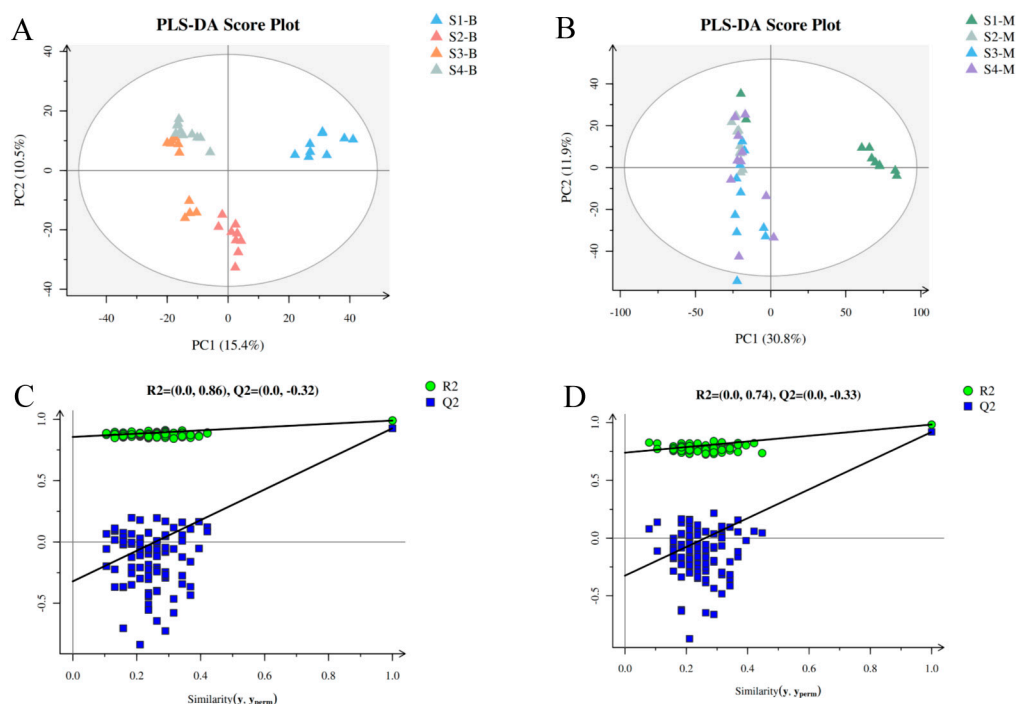 A
PLS-DA Score Plot
S1-B
S2-B
S3-B
S4-B
PC2 (10.5%)
40
20
0
-20
-40
-40
-20
0
20
40
PC1 (15.4%)
B
PLS-DA Score Plot
S1-M
S2-M
S3-M
S4-M
PC2 (11.9%)
40
20
0
-20
-40
-100
-50
0
50
100
PC1 (30.8%)
C
R2=(0.0, 0.86), Q2=(0.0, -0.32)
R2
Q2
1.0
0.5
0.0
-0.5
0.0
0.2
0.4
0.6
0.8
1.0
Similarity(y, yperm)
D
R2=(0.0, 0.74), Q2=(0.0, -0.33)
R2
Q2
1.0
0.5
0.0
-0.5
0.0
0.2
0.4
0.6
0.8
1.0
Similarity(y, yperm)